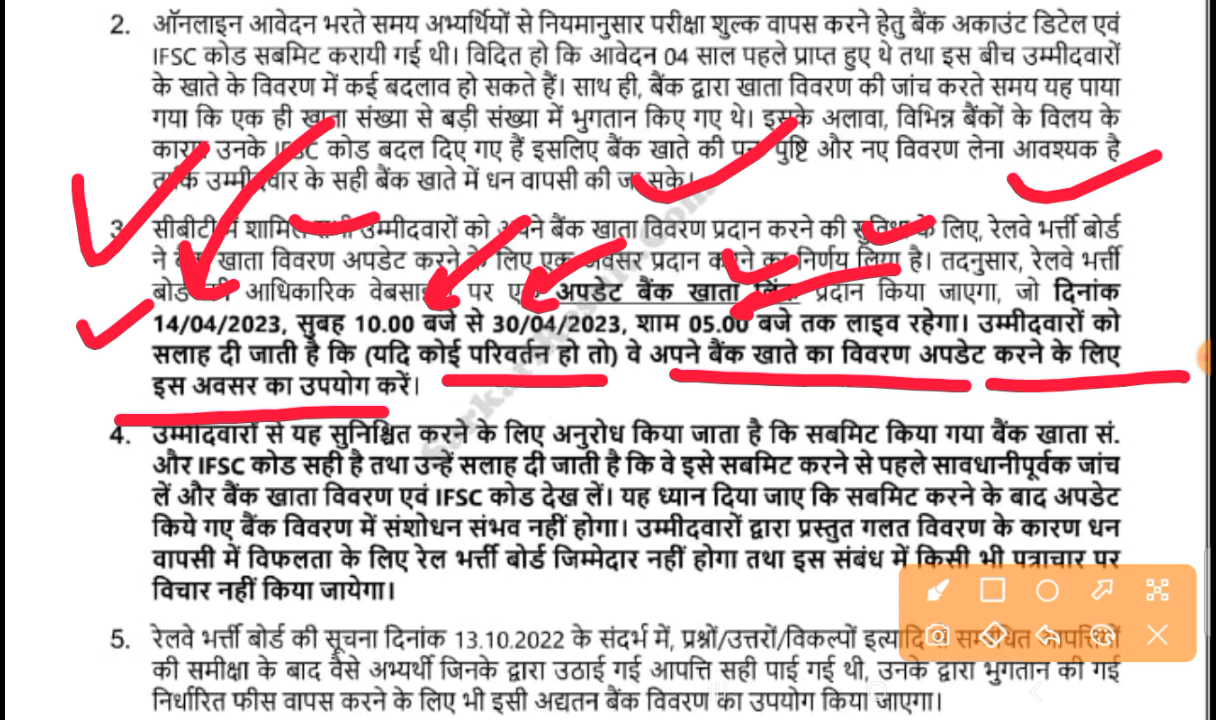 2. ऑनलाइन आवेदन भरते समय अभ्यर्थियों से नियमानुसार परीक्षा शुल्क वापस करने हेतु बैंक अकाउंट डिटेल एवं
IFSC कोड सबमिट करायी गई थी। विदित हो कि आवेदन 04 साल पहले प्राप्त हुए थे तथा इस बीच उम्मीदवारों
के खाते के विवरण में कई बदलाव हो सकते हैं। साथ ही, बैंक द्वारा खाता विवरण की जांच करते समय यह पाया
गया कि एक ही खाता संख्या से बड़ी संख्या में भुगतान किए गए थे। इसके अलावा, विभिन्न बैंकों के विलय के
कारण उनके IFSC कोड बदल दिए गए हैं इसलिए बैंक खाते की पुनः पुष्टि और नए विवरण लेना आवश्यक है
ताकि उम्मीदवार के सही बैंक खाते में धन वापसी की जा सके।
3. सीबीटी में शामिल सभी उम्मीदवारों को अपने बैंक खाता विवरण प्रदान करने की सुविधा के लिए, रेलवे भर्ती बोर्ड
ने बैंक खाता विवरण अपडेट करने के लिए एक अवसर प्रदान करने का निर्णय लिया है। तदनुसार, रेलवे भर्ती
बोर्ड की आधिकारिक वेबसाइट पर एक अपडेट बैंक खाता लिंक प्रदान किया जाएगा, जो दिनांक
14/04/2023, सुबह 10.00 बजे से 30/04/2023, शाम 05.00 बजे तक लाइव रहेगा। उम्मीदवारों को
सलाह दी जाती है कि (यदि कोई परिवर्तन हो तो) वे अपने बैंक खाते का विवरण अपडेट करने के लिए
इस अवसर का उपयोग करें।
4. उम्मीदवारों से यह सुनिश्चित करने के लिए अनुरोध किया जाता है कि सबमिट किया गया बैंक खाता सं.
और IFSC कोड सही है तथा उन्हें सलाह दी जाती है कि वे इसे सबमिट करने से पहले सावधानीपूर्वक जांच
लें और बैंक खाता विवरण एवं IFSC कोड देख लें। यह ध्यान दिया जाए कि सबमिट करने के बाद अपडेट
किये गए बैंक विवरण में संशोधन संभव नहीं होगा। उम्मीदवारों द्वारा प्रस्तुत गलत विवरण के कारण धन
वापसी में विफलता के लिए रेल भर्ती बोर्ड जिम्मेदार नहीं होगा तथा इस संबंध में किसी भी पत्राचार पर
विचार नहीं किया जायेगा।
5. रेलवे भर्ती बोर्ड की सूचना दिनांक 13.10.2022 के संदर्भ में, प्रश्नों/उत्तरों/विकल्पों इत्यादि से सम्बंधित आपत्तियों
की समीक्षा के बाद वैसे अभ्यर्थी जिनके द्वारा उठाई गई आपत्ति सही पाई गई थी, उनके द्वारा भुगतान की गई
निर्धारित फीस वापस करने के लिए भी इसी अद्यतन बैंक विवरण का उपयोग किया जाएगा।